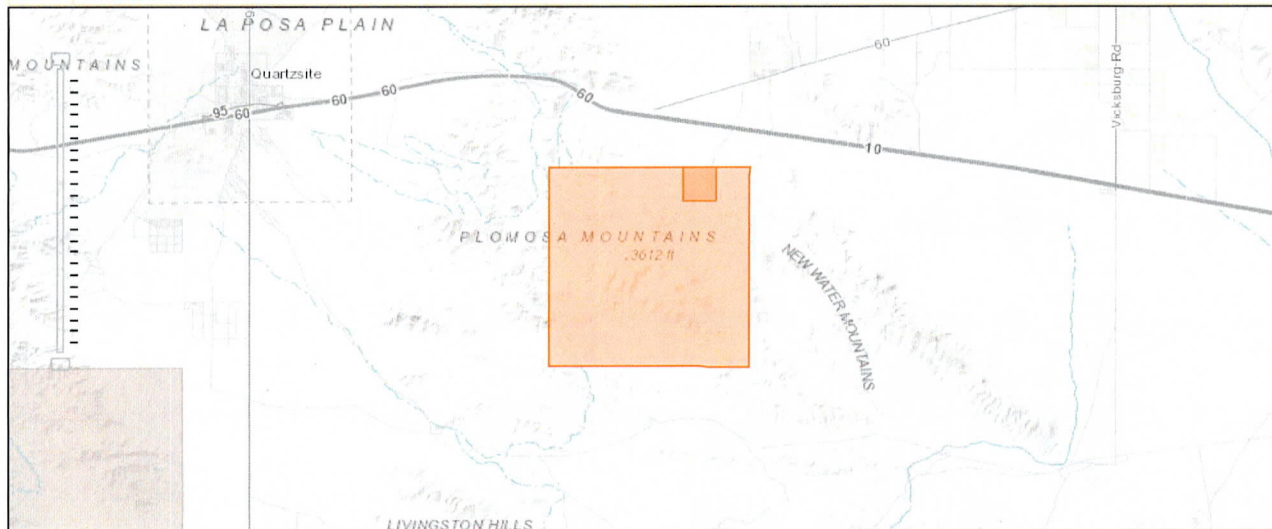 LA POSA PLAIN
MOUNTAINS
Quartzsite
95
60
60
60
60
60
10
Vicksburg Rd
PLOMOSA MOUNTAINS
.3612 ft
NEW WATER MOUNTAINS
LIVINGSTON HILLS